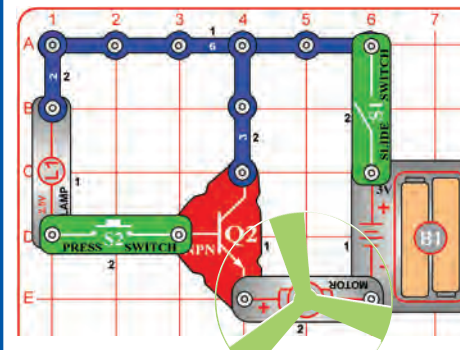 1 2 3 4 5 6 7
A
1
6
2
2
B
3
2
2
S1
SLIDE SWITCH
C
L1
2.5V
LAMP
1
3V
+
D
PRESS SWITCH
S2
2
NPN
Q2
1
1
B1
-
E
+
MOTOR
2